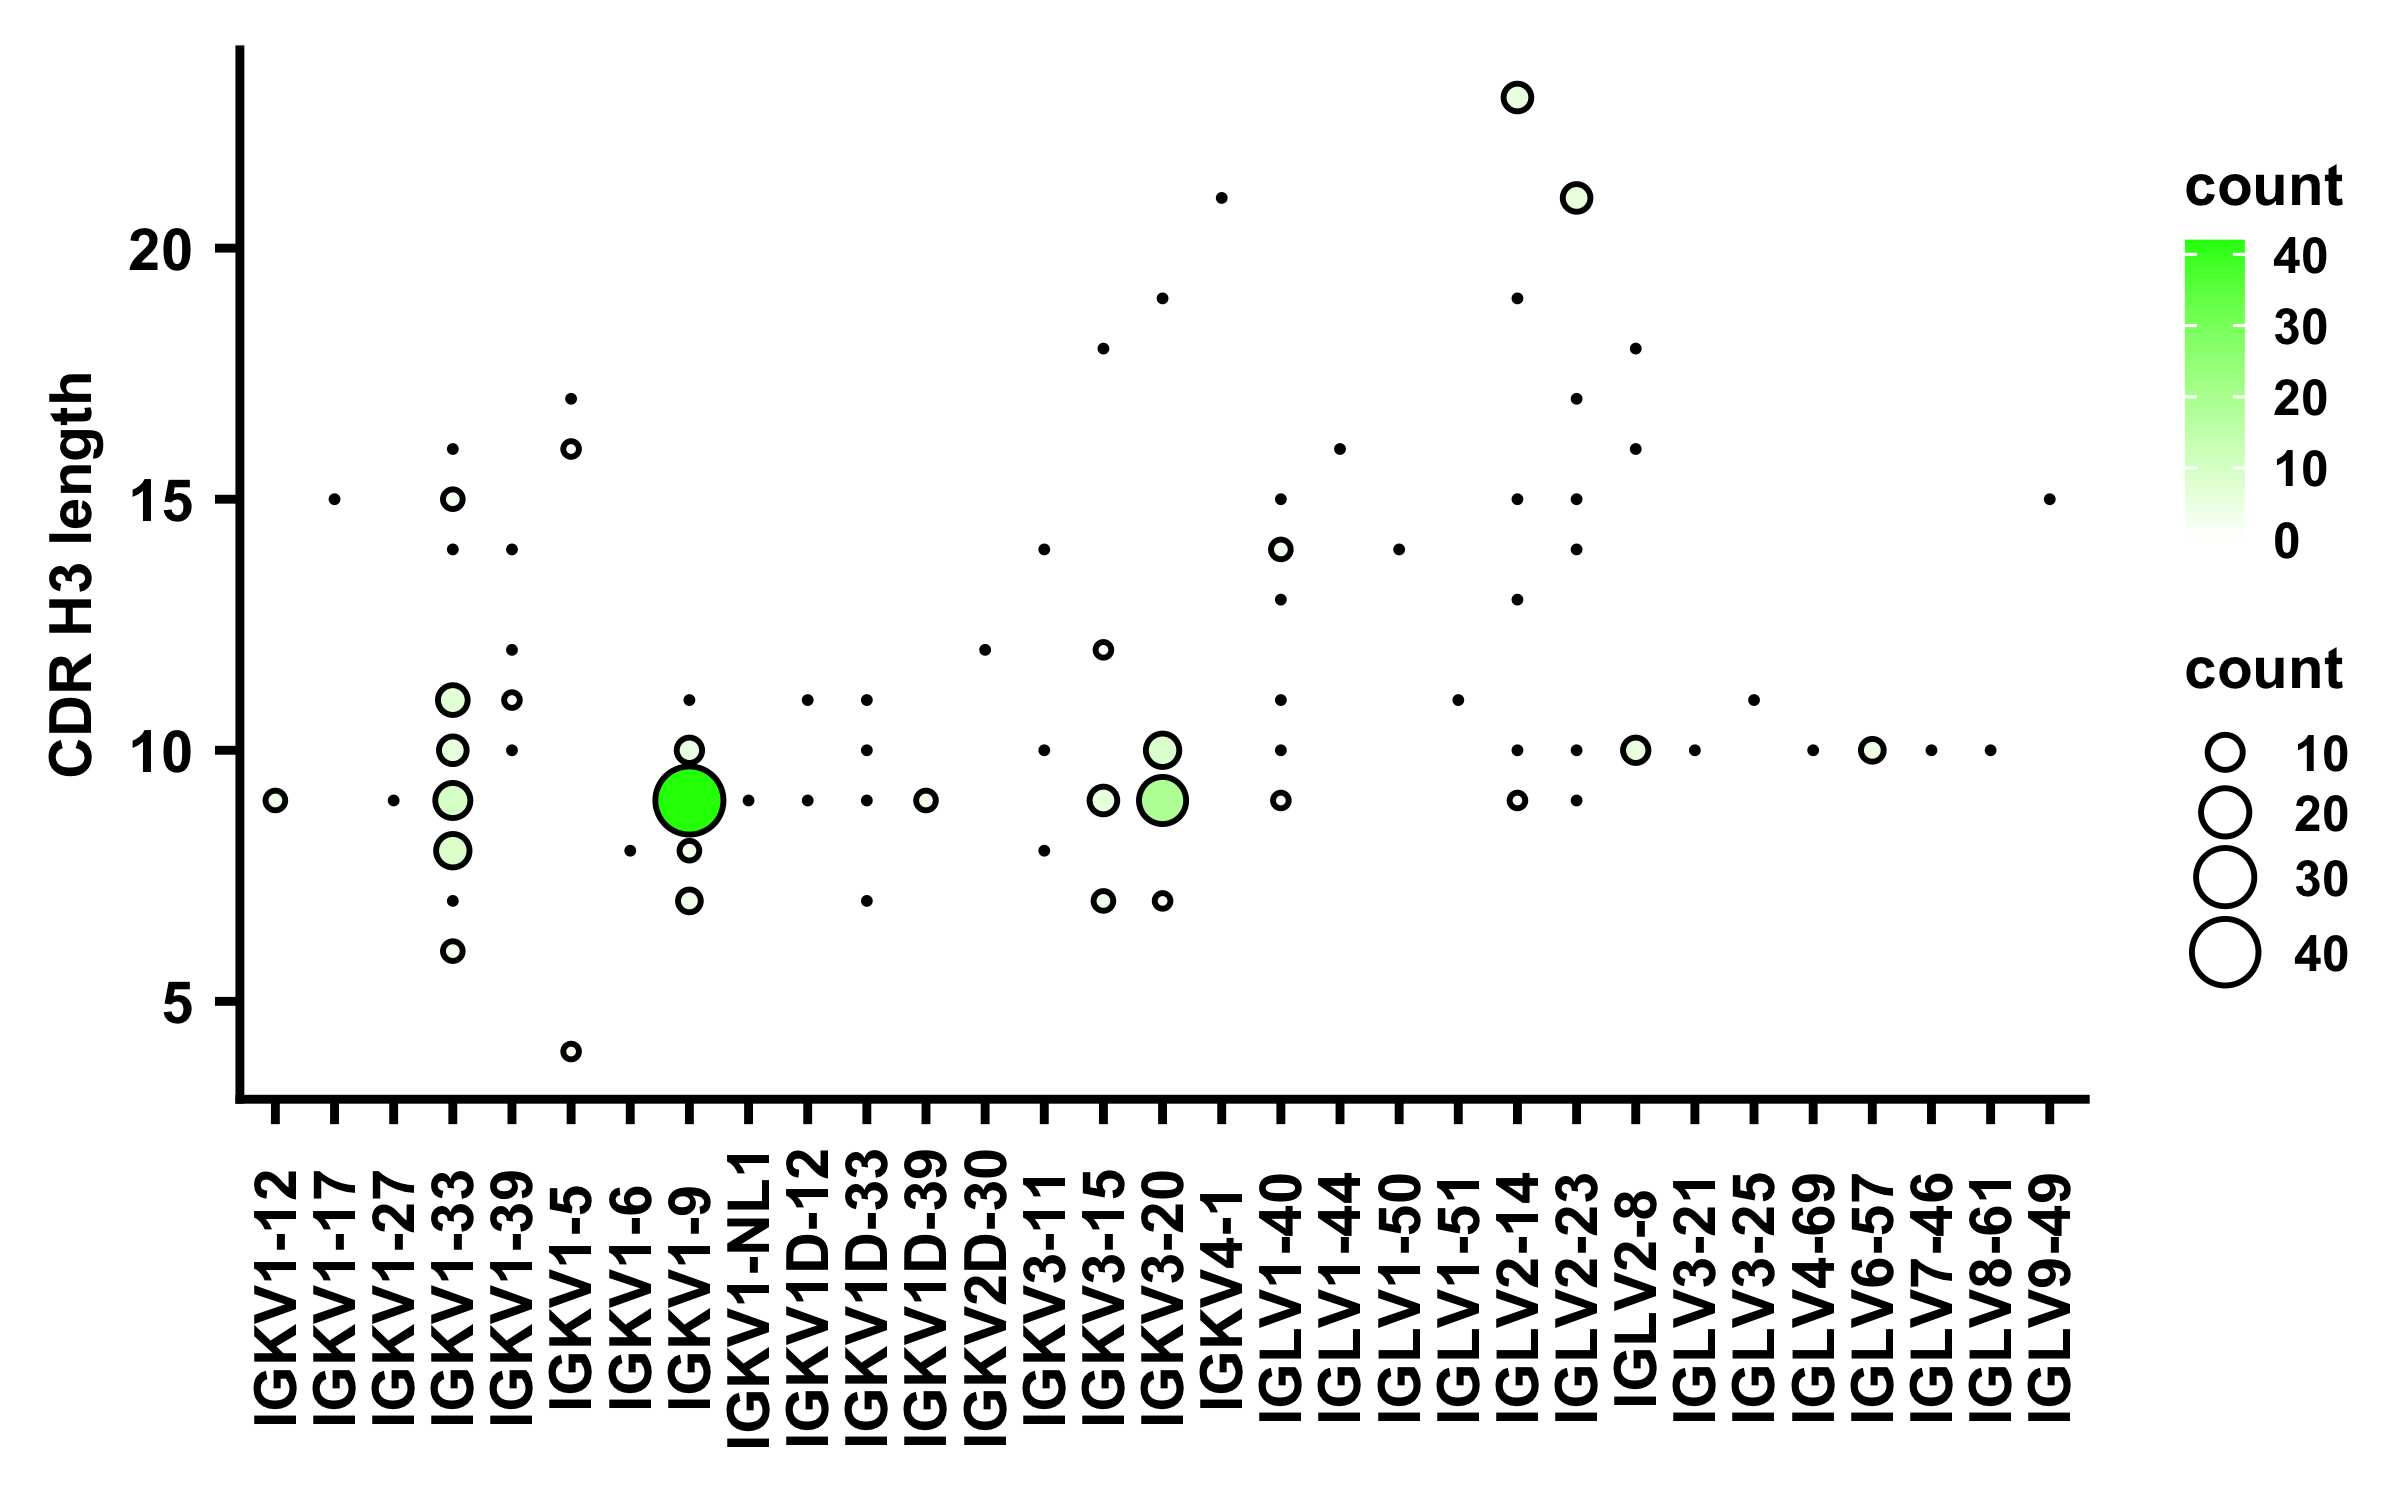 CDR H3 length
20
15
10
5
IGKV1-12
IGKV1-17
IGKV1-27
IGKV1-33
IGKV1-39
IGKV1-5
IGKV1-6
IGKV1-9
IGKV1-NL1
IGKV1D-12
IGKV1D-33
IGKV1D-39
IGKV2D-30
IGKV3-11
IGKV3-15
IGKV3-20
IGKV4-1
IGLV1-40
IGLV1-44
IGLV1-50
IGLV1-51
IGLV2-14
IGLV2-23
IGLV2-8
IGLV3-21
IGLV3-25
IGLV4-69
IGLV6-57
IGLV7-46
IGLV8-61
IGLV9-49
count
40
30
20
10
0
count
10
20
30
40